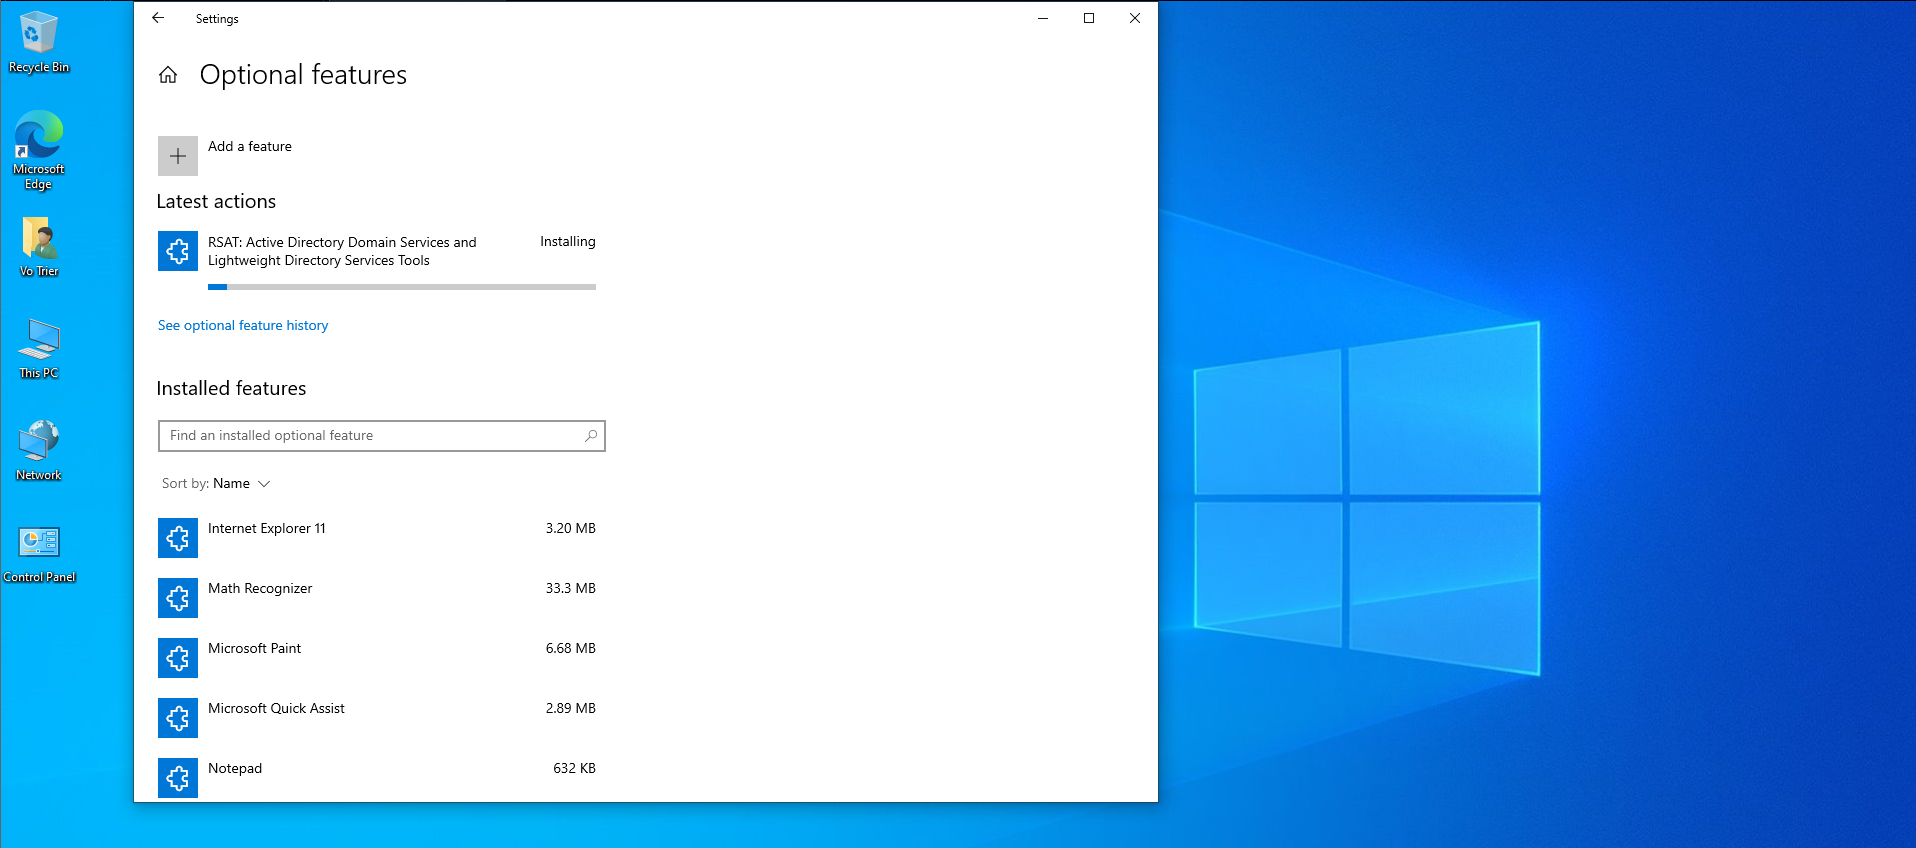 Recycle Bin
Microsoft
Edge
Vo Trier
This PC
Network
Control Panel
Settings
Optional features
Add a feature
Latest actions
RSAT: Active Directory Domain Services and
Lightweight Directory Services Tools
Installing
See optional feature history
Installed features
Find an installed optional feature
Sort by: Name
Internet Explorer 11
3.20 MB
Math Recognizer
33.3 MB
Microsoft Paint
6.68 MB
Microsoft Quick Assist
2.89 MB
Notepad
632 KB